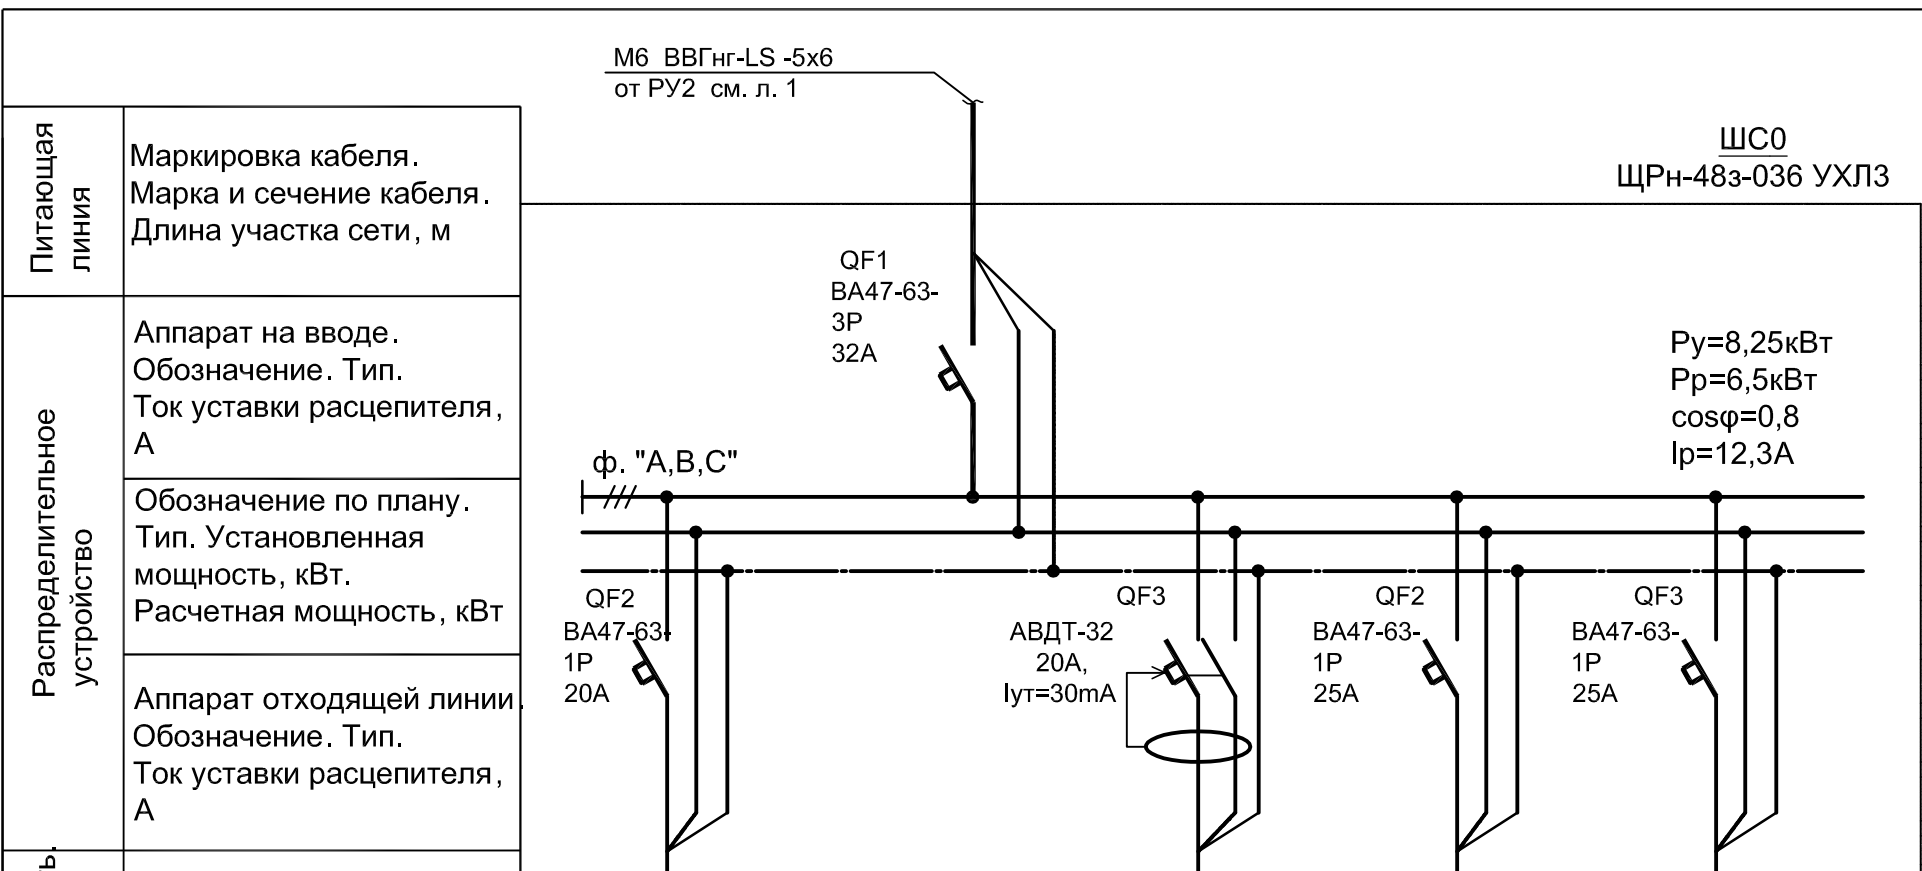 М6 ВВГнг-LS -5х6
от РУ2 см. л. 1
ШС0
ЩРн-48з-036 УХЛ3
Питающая
линия
Маркировка кабеля.
Марка и сечение кабеля.
Длина участка сети, м
Распределительное
устройство
Аппарат на вводе.
Обозначение. Тип.
Ток уставки расцепителя,
А
Обозначение по плану.
Тип. Установленная
мощность, кВт.
Расчетная мощность, кВт
Аппарат отходящей линии.
Обозначение. Тип.
Ток уставки расцепителя,
А
QF1
ВА47-63-
3Р
32А
Ру=8,25кВт
Рр=6,5кВт
cosφ=0,8
Iр=12,3А
ф. "А,В,С"
QF2
ВА47-63-
1Р
20А
QF3
АВДТ-32
20А,
Iут=30mA
QF2
ВА47-63-
1Р
25А
QF3
ВА47-63-
1Р
25А